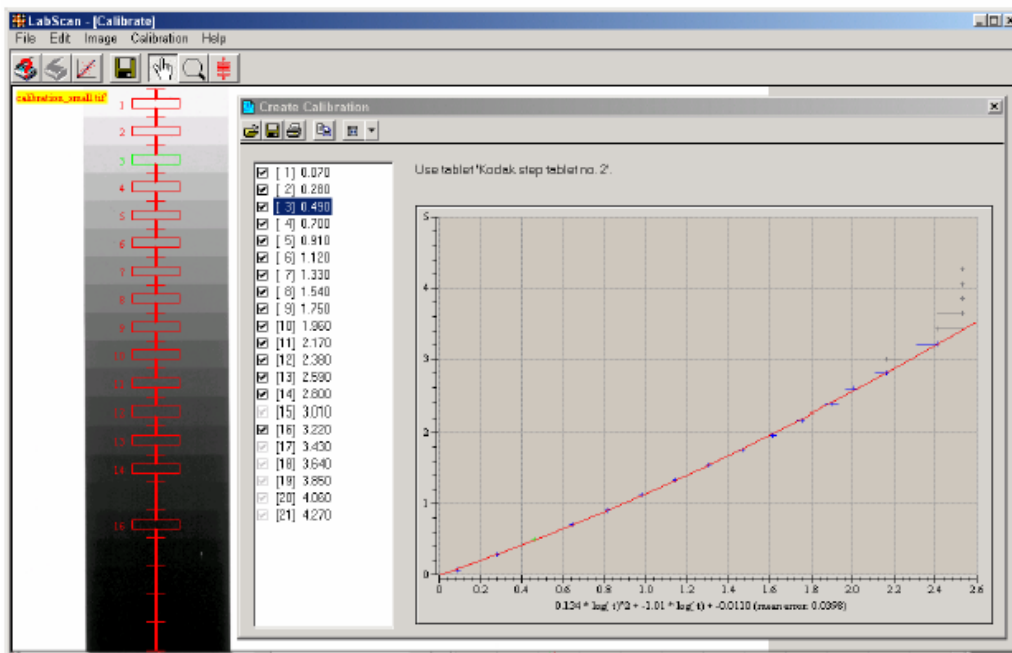 LabScan - [Calibrate]
File Edit Image Calibration Help
calibration_small.tif
1
2
3
4
5
6
7
8
9
10
11
12
13
14
16
Create Calibration
Use tablet 'Kodak step tablet no. 2'.
[ 1] 0.070
[ 2] 0.280
[ 3] 0.490
[ 4] 0.700
[ 5] 0.910
[ 6] 1.120
[ 7] 1.330
[ 8] 1.540
[ 9] 1.750
[10] 1.960
[11] 2.170
[12] 2.380
[13] 2.590
[14] 2.800
[15] 3.010
[16] 3.220
[17] 3.430
[18] 3.640
[19] 3.850
[20] 4.060
[21] 4.270
5
4
3
2
1
0
0 0.2 0.4 0.6 0.8 1.0 1.2 1.4 1.6 1.8 2.0 2.2 2.4 2.6
0.134 * log( t)^2 + -1.01 * log( t) + -0.0110 (mean error: 0.0398)